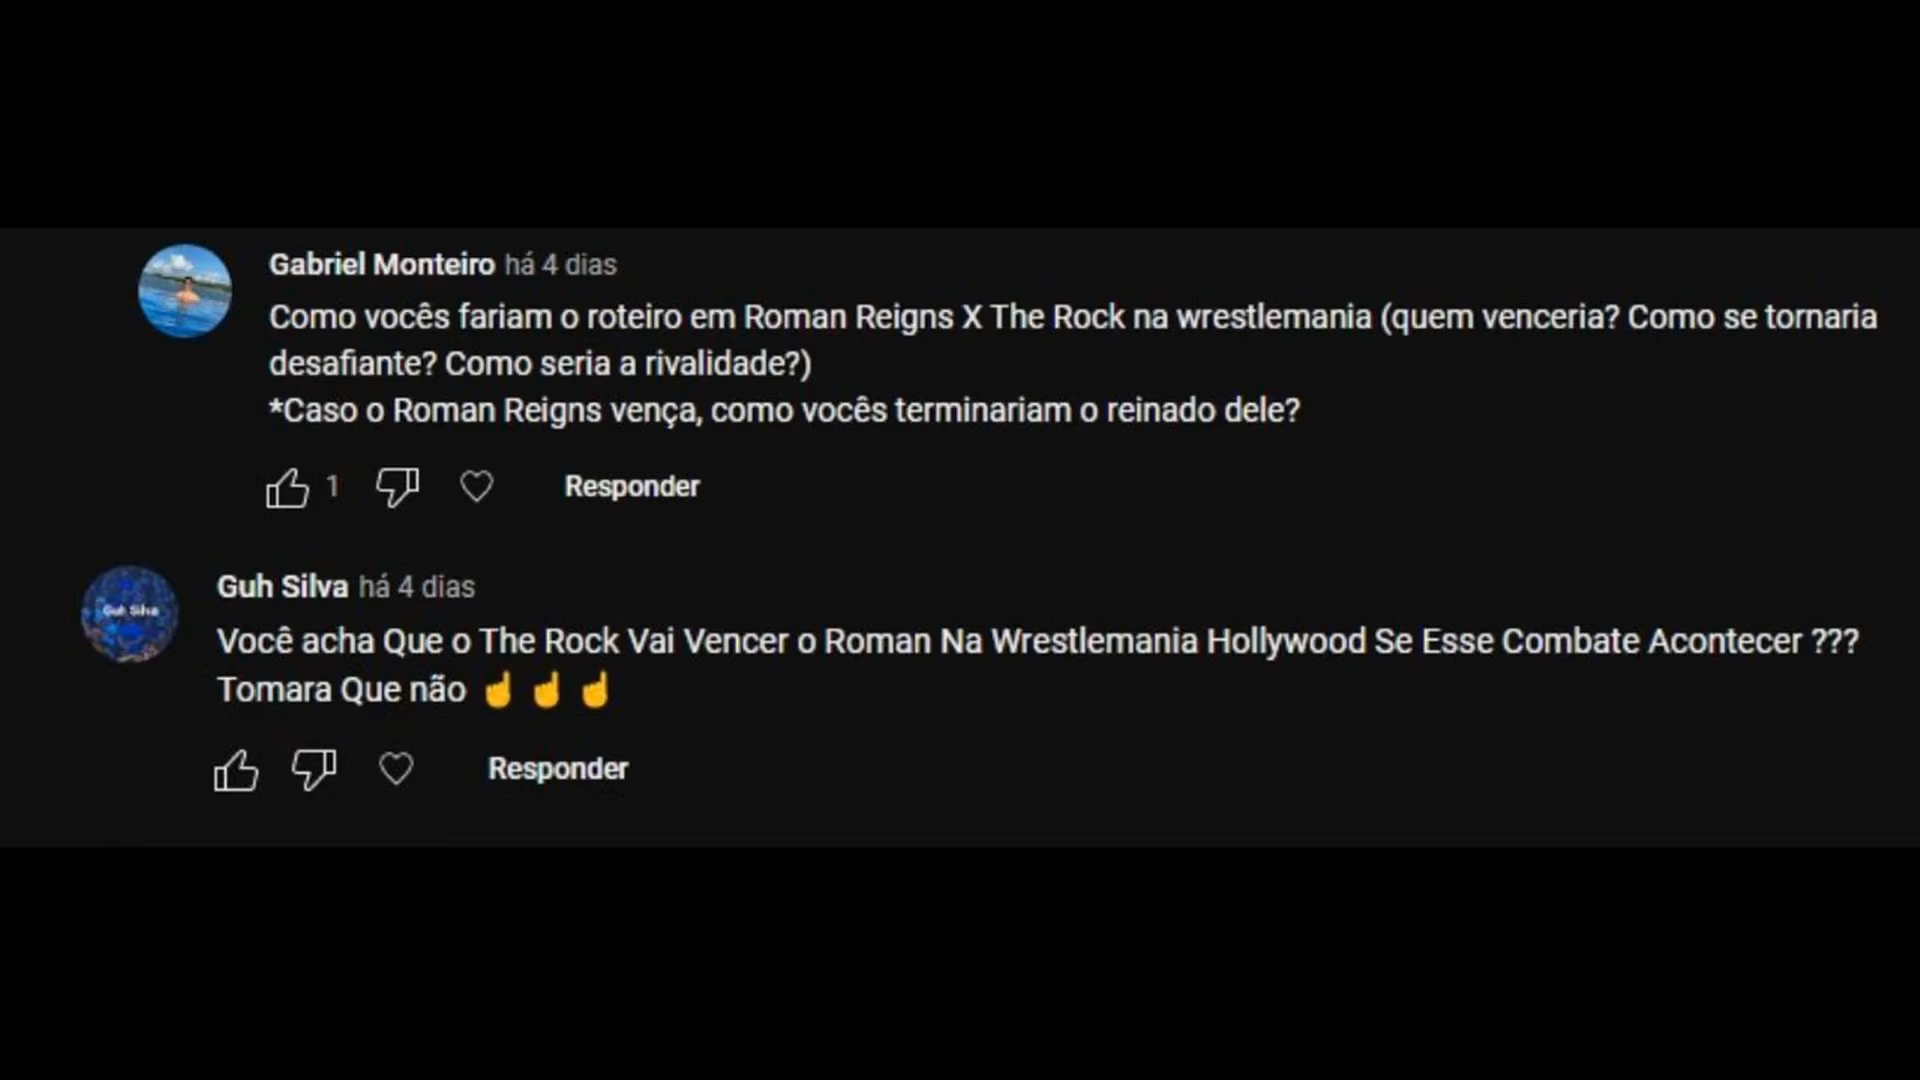 Gabriel Monteiro há 4 dias
Como vocês fariam o roteiro em Roman Reigns X The Rock na wrestlemania (quem venceria? Como se tornaria
desafiante? Como seria a rivalidade?)
*Caso o Roman Reigns vença, como vocês terminariam o reinado dele?
1 Responder
Guh Silva há 4 dias
Guh Silva
Você acha Que o The Rock Vai Vencer o Roman Na Wrestlemania Hollywood Se Esse Combate Acontecer ???
Tomara Que não ☝️ ☝️ ☝️
Responder